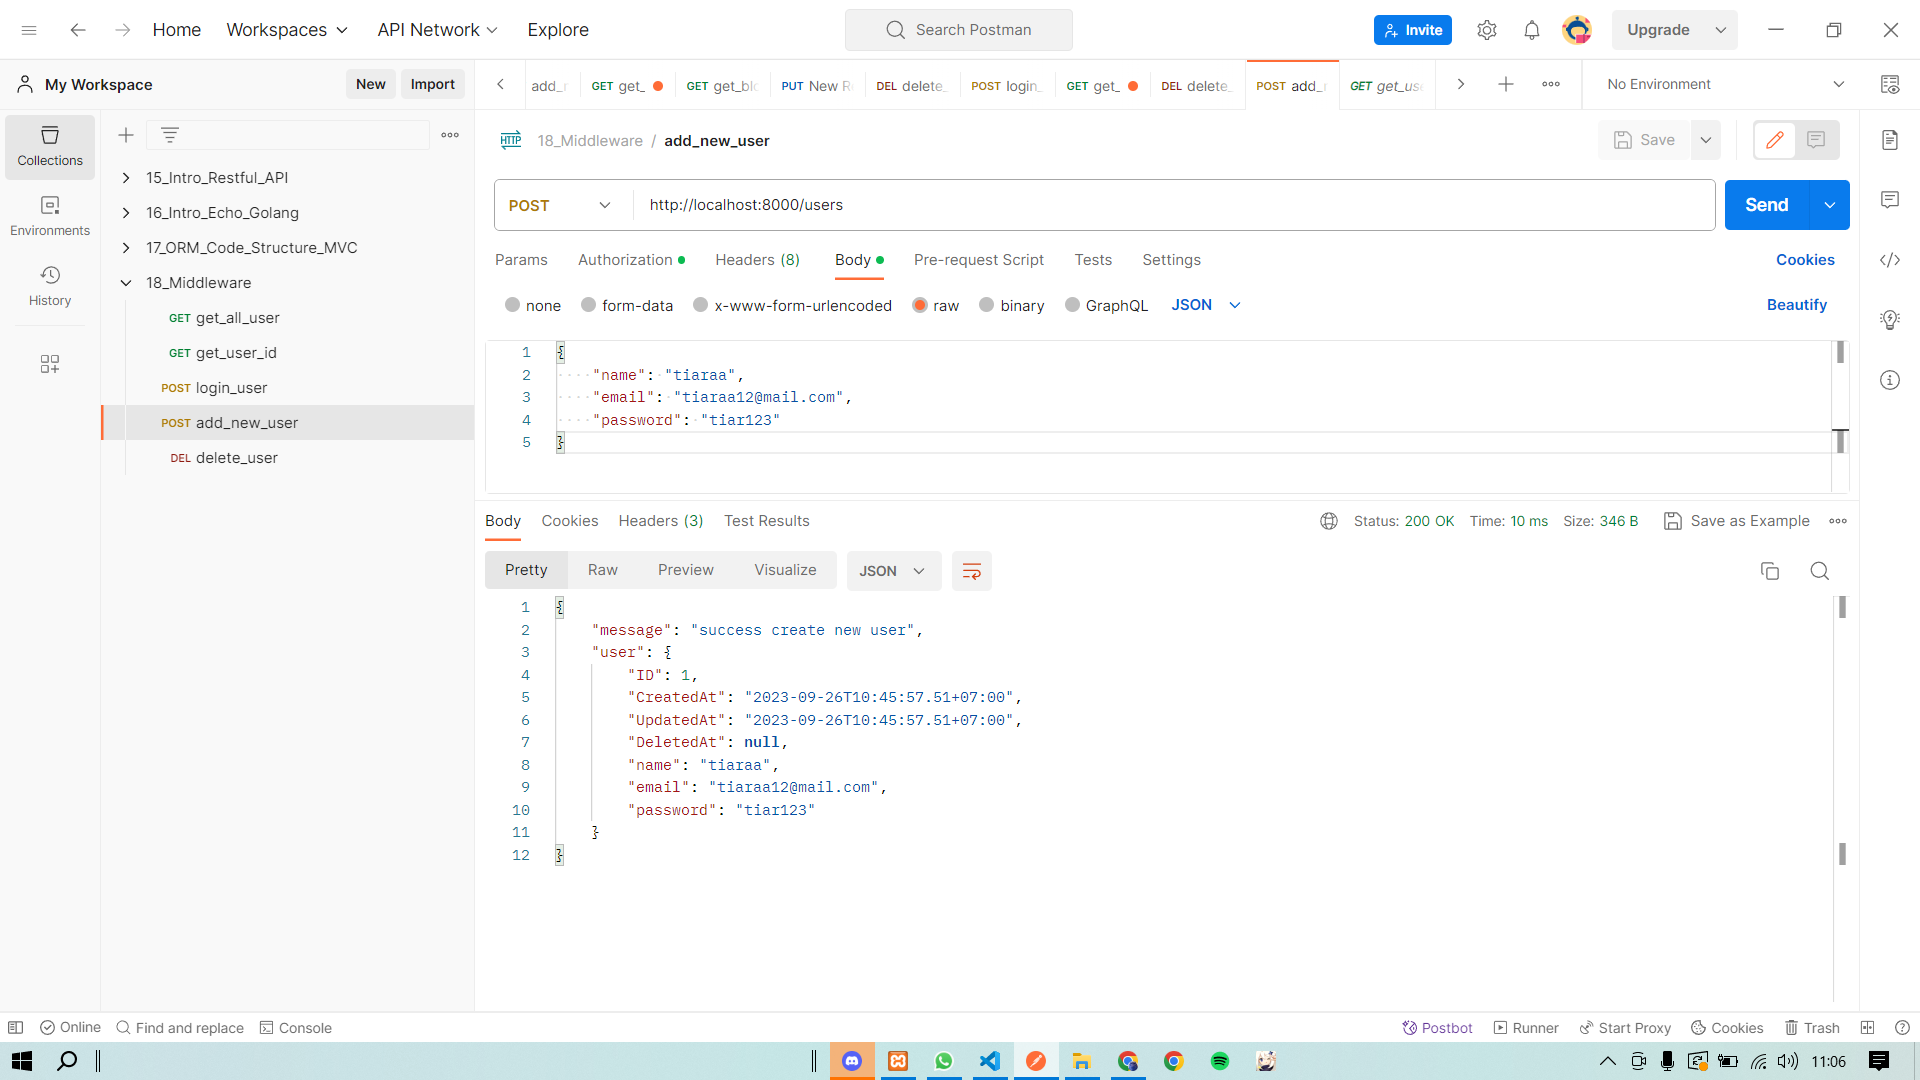 Home Workspaces API Network Explore Search Postman Invite Upgrade
My Workspace New Import
add_r GET get_ GET get_blo PUT New R DEL delete_ POST login_ GET get_ DEL delete_ POST add_r GET get_use No Environment
Collections
Environments
History
15_Intro_Restful_API
16_Intro_Echo_Golang
17_ORM_Code_Structure_MVC
18_Middleware
GET get_all_user
GET get_user_id
POST login_user
POST add_new_user
DEL delete_user
HTTP 18_Middleware / add_new_user Save
POST http://localhost:8000/users Send
Params Authorization Headers (8) Body Pre-request Script Tests Settings Cookies
none form-data x-www-form-urlencoded raw binary GraphQL JSON Beautify
1 {
2 "name": "tiaraa",
3 "email": "tiaraa12@mail.com",
4 "password": "tiar123"
5 }
Body Cookies Headers (3) Test Results Status: 200 OK Time: 10 ms Size: 346 B Save as Example
Pretty Raw Preview Visualize JSON
1 {
2 "message": "success create new user",
3 "user": {
4 "ID": 1,
5 "CreatedAt": "2023-09-26T10:45:57.51+07:00",
6 "UpdatedAt": "2023-09-26T10:45:57.51+07:00",
7 "DeletedAt": null,
8 "name": "tiaraa",
9 "email": "tiaraa12@mail.com",
10 "password": "tiar123"
11 }
12 }
Online Find and replace Console Postbot Runner Start Proxy Cookies Trash
11:06